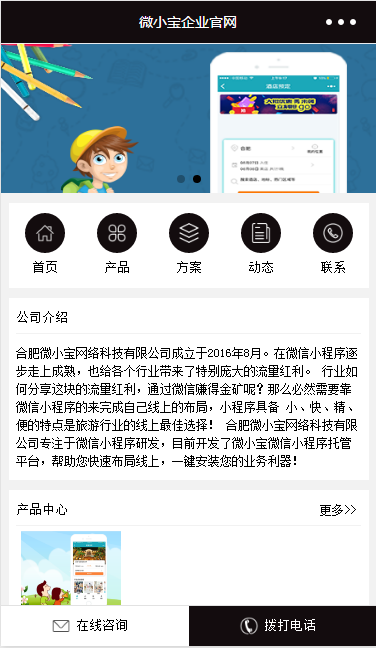 微小宝企业官网
酒店预定
GO
合肥
我的位置
首页
产品
方案
动态
联系
公司介绍
合肥微小宝网络科技有限公司成立于2016年8月。在微信小程序逐
步走上成熟，也给各个行业带来了特别庞大的流量红利。 行业如
何分享这块的流量红利，通过微信赚得金矿呢？那么必然需要靠
微信小程序的来完成自己线上的布局，小程序具备 小、快、精、
便的特点是旅游行业的线上最佳选择！ 合肥微小宝网络科技有限
公司专注于微信小程序研发，目前开发了微小宝微信小程序托管
平台，帮助您快速布局线上，一键安装您的业务利器！
产品中心
更多>>
在线咨询
拨打电话